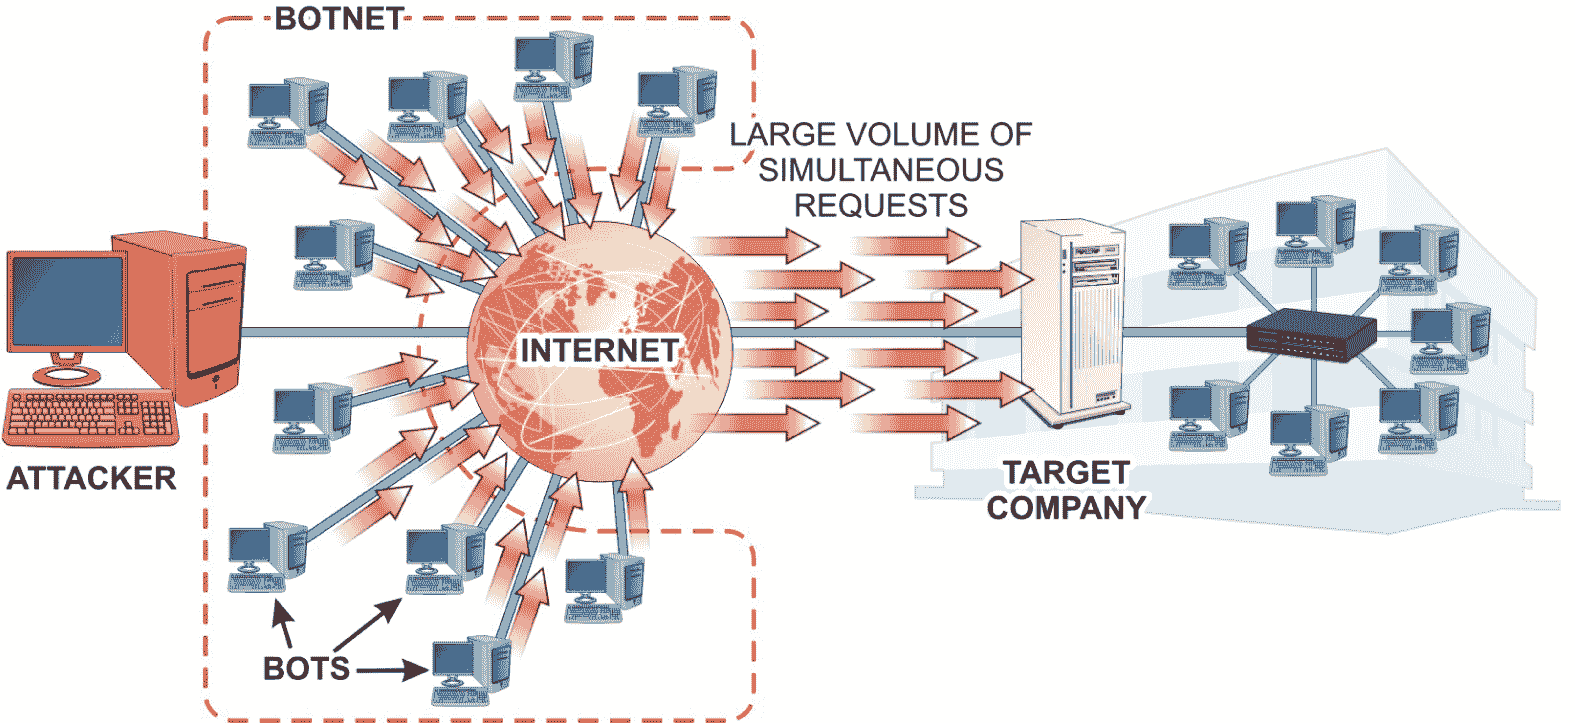 BOTNET
LARGE VOLUME OF
SIMULTANEOUS
REQUESTS
INTERNET
ATTACKER
TARGET
COMPANY
BOTS